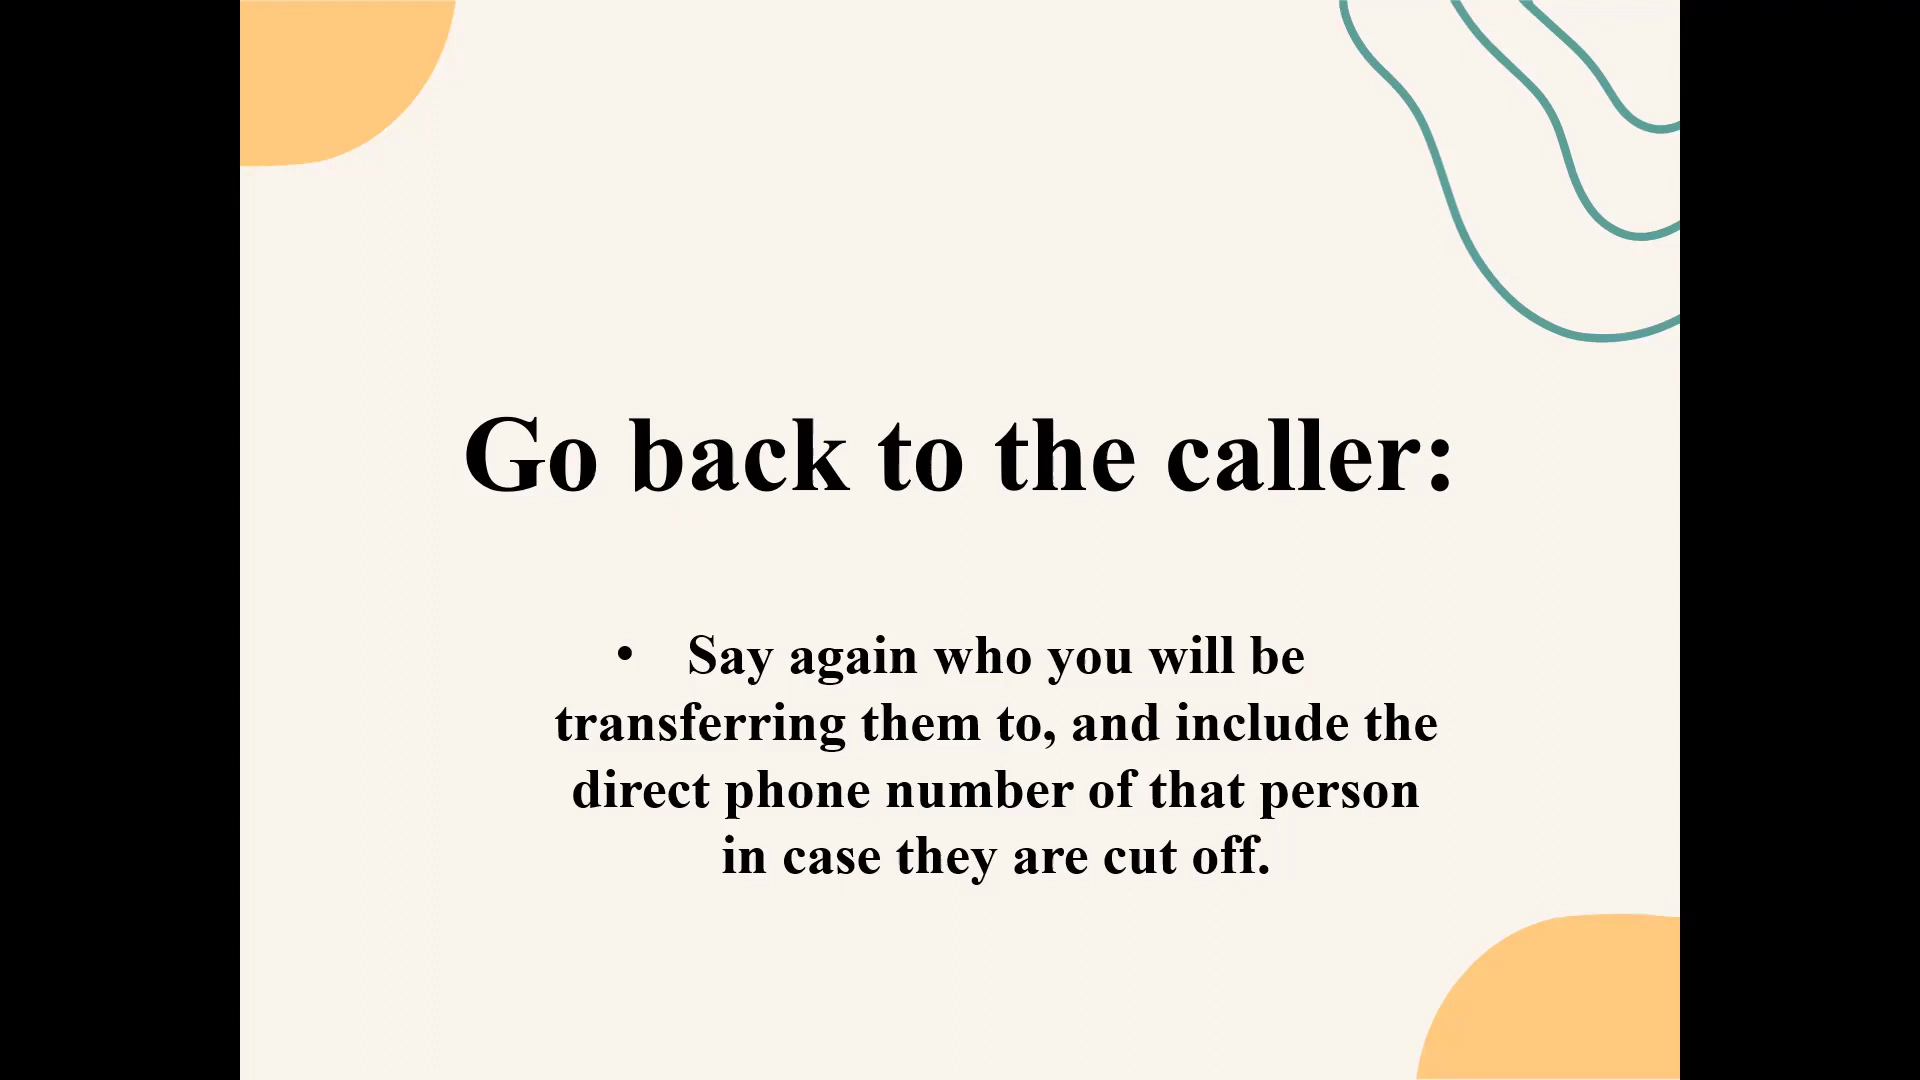 Go back to the caller:
• Say again who you will be
transferring them to, and include the
direct phone number of that person
in case they are cut off.